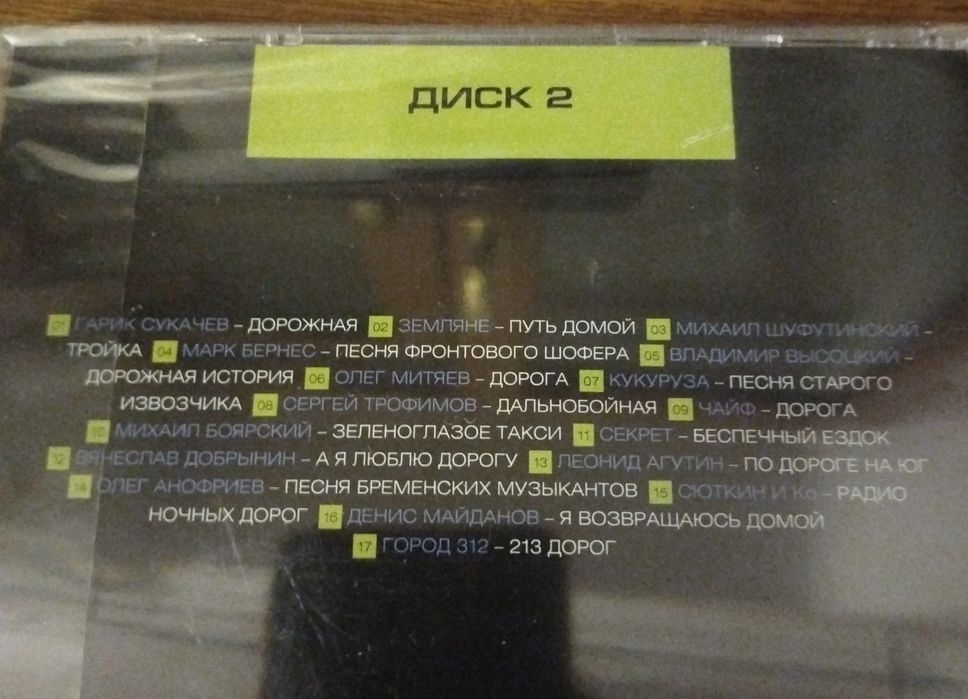 ДИСК 2
01 ГАРИК СУКАЧЕВ – ДОРОЖНАЯ 02 ЗЕМЛЯНЕ – ПУТЬ ДОМОЙ 03 МИХАИЛ ШУФУТИНСКИЙ –
ТРОЙКА 04 МАРК БЕРНЕС – ПЕСНЯ ФРОНТОВОГО ШОФЕРА 05 ВЛАДИМИР ВЫСОЦКИЙ –
ДОРОЖНАЯ ИСТОРИЯ 06 ОЛЕГ МИТЯЕВ – ДОРОГА 07 КУКУРУЗА – ПЕСНЯ СТАРОГО
ИЗВОЗЧИКА 08 СЕРГЕЙ ТРОФИМОВ – ДАЛЬНОБОЙНАЯ 09 ЧАЙФ – ДОРОГА
10 МИХАИЛ БОЯРСКИЙ – ЗЕЛЕНОГЛАЗОЕ ТАКСИ 11 СЕКРЕТ – БЕСПЕЧНЫЙ ЕЗДОК
12 ВЯЧЕСЛАВ ДОБРЫНИН – А Я ЛЮБЛЮ ДОРОГУ 13 ЛЕОНИД АГУТИН – ПО ДОРОГЕ НА ЮГ
14 ОЛЕГ АНОФРИЕВ – ПЕСНЯ БРЕМЕНСКИХ МУЗЫКАНТОВ 15 СЮТКИН И Ко – РАДИО
НОЧНЫХ ДОРОГ 16 ДЕНИС МАЙДАНОВ – Я ВОЗВРАЩАЮСЬ ДОМОЙ
17 ГОРОД 312 – 213 ДОРОГ